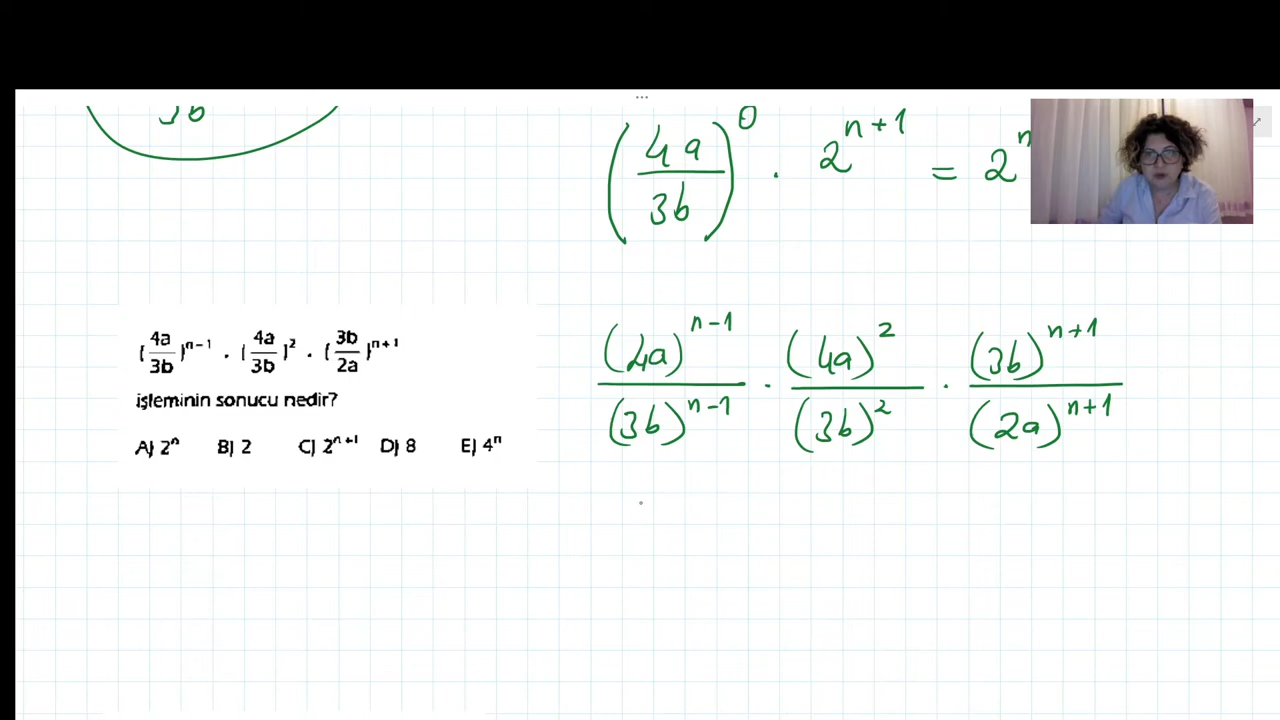 3b
(4a/3b)^0 . 2^(n+1) = 2^n
(4a/3b)^(n-1) . (4a/3b)^2 . (3b/2a)^(n+1)
işleminin sonucu nedir?
A) 2^n B) 2 C) 2^(n+1) D) 8 E) 4^n
(4a)^(n-1)/(3b)^(n-1) . (4a)^2/(3b)^2 . (3b)^(n+1)/(2a)^(n+1)